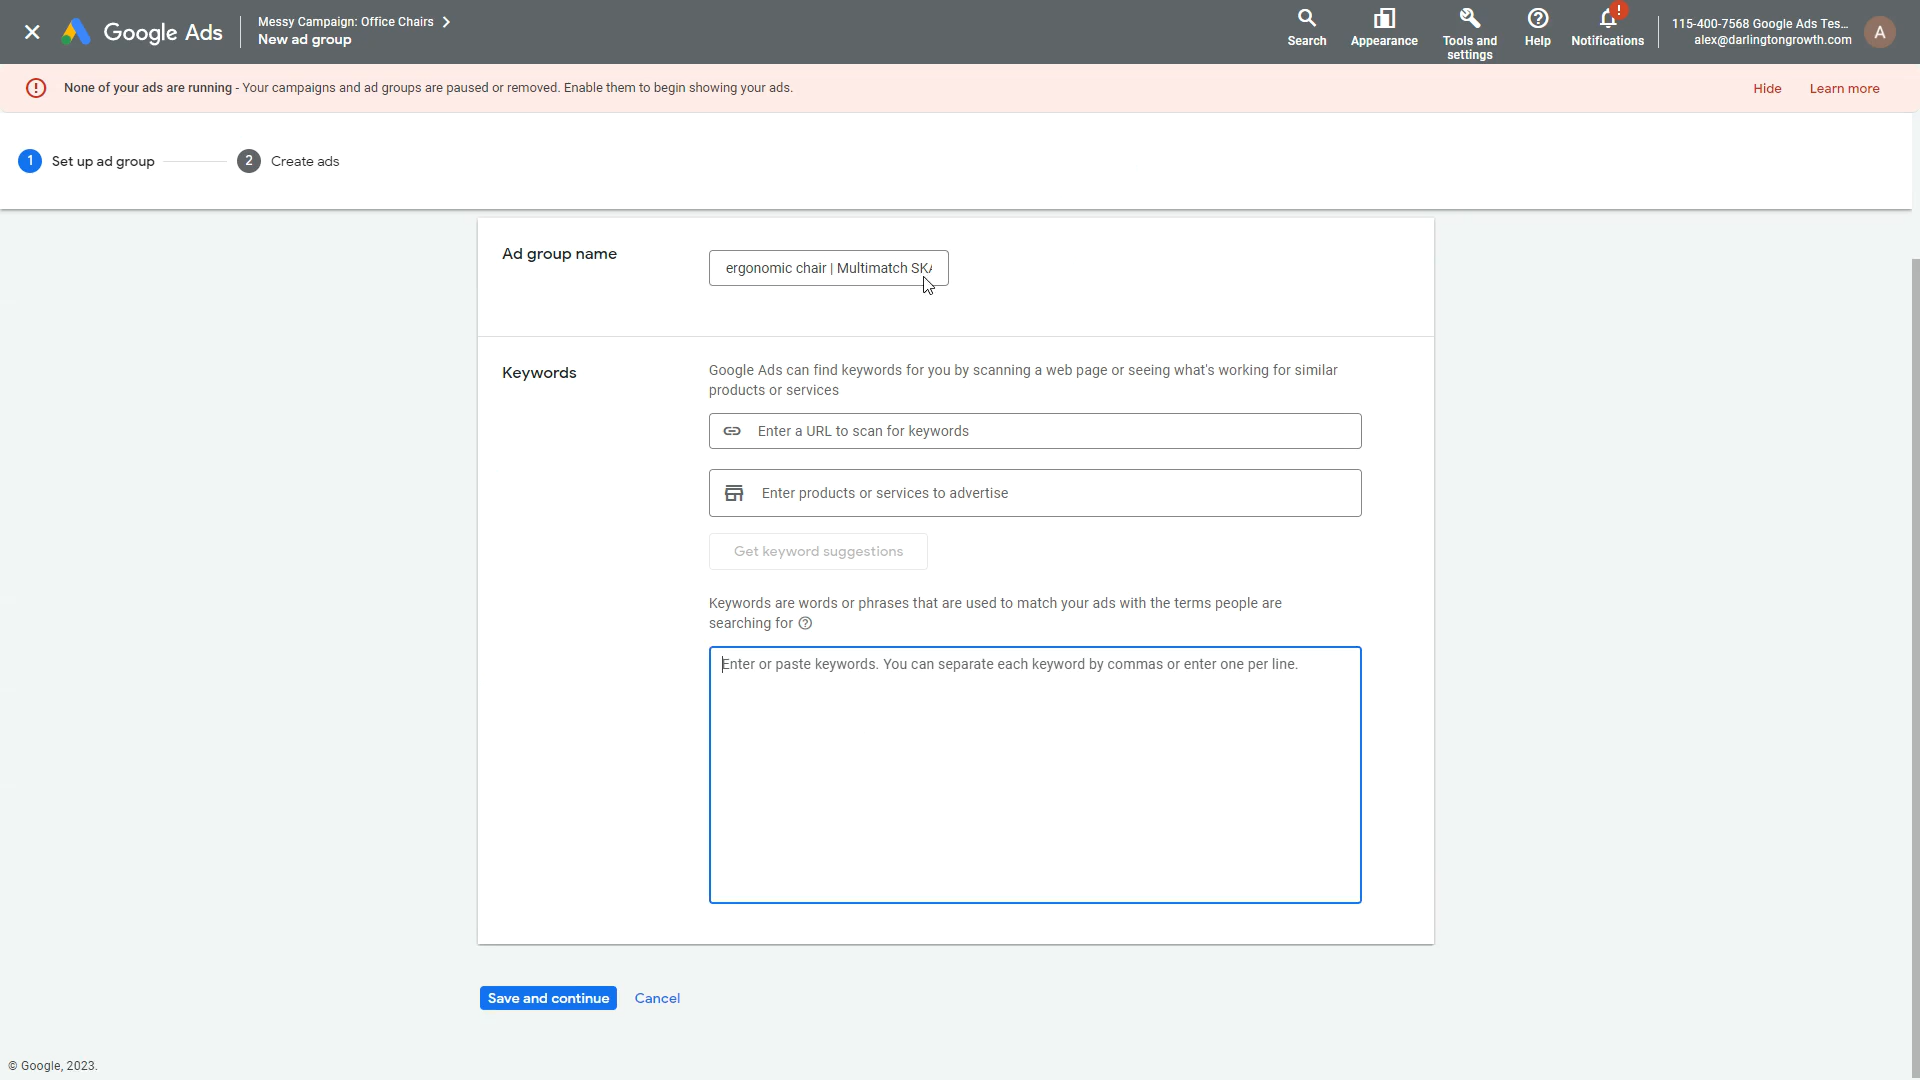 Google Ads
Messy Campaign: Office Chairs
New ad group
Search
Appearance
Tools and
settings
Help
!
Notifications
115-400-7568 Google Ads Tes...
alex@darlingtongrowth.com
A
! None of your ads are running - Your campaigns and ad groups are paused or removed. Enable them to begin showing your ads.
Hide
Learn more
1 Set up ad group
2 Create ads
Ad group name
ergonomic chair | Multimatch SKA
Keywords
Google Ads can find keywords for you by scanning a web page or seeing what's working for similar
products or services
Enter a URL to scan for keywords
Enter products or services to advertise
Get keyword suggestions
Keywords are words or phrases that are used to match your ads with the terms people are
searching for ?
Enter or paste keywords. You can separate each keyword by commas or enter one per line.
Save and continue
Cancel
© Google, 2023.